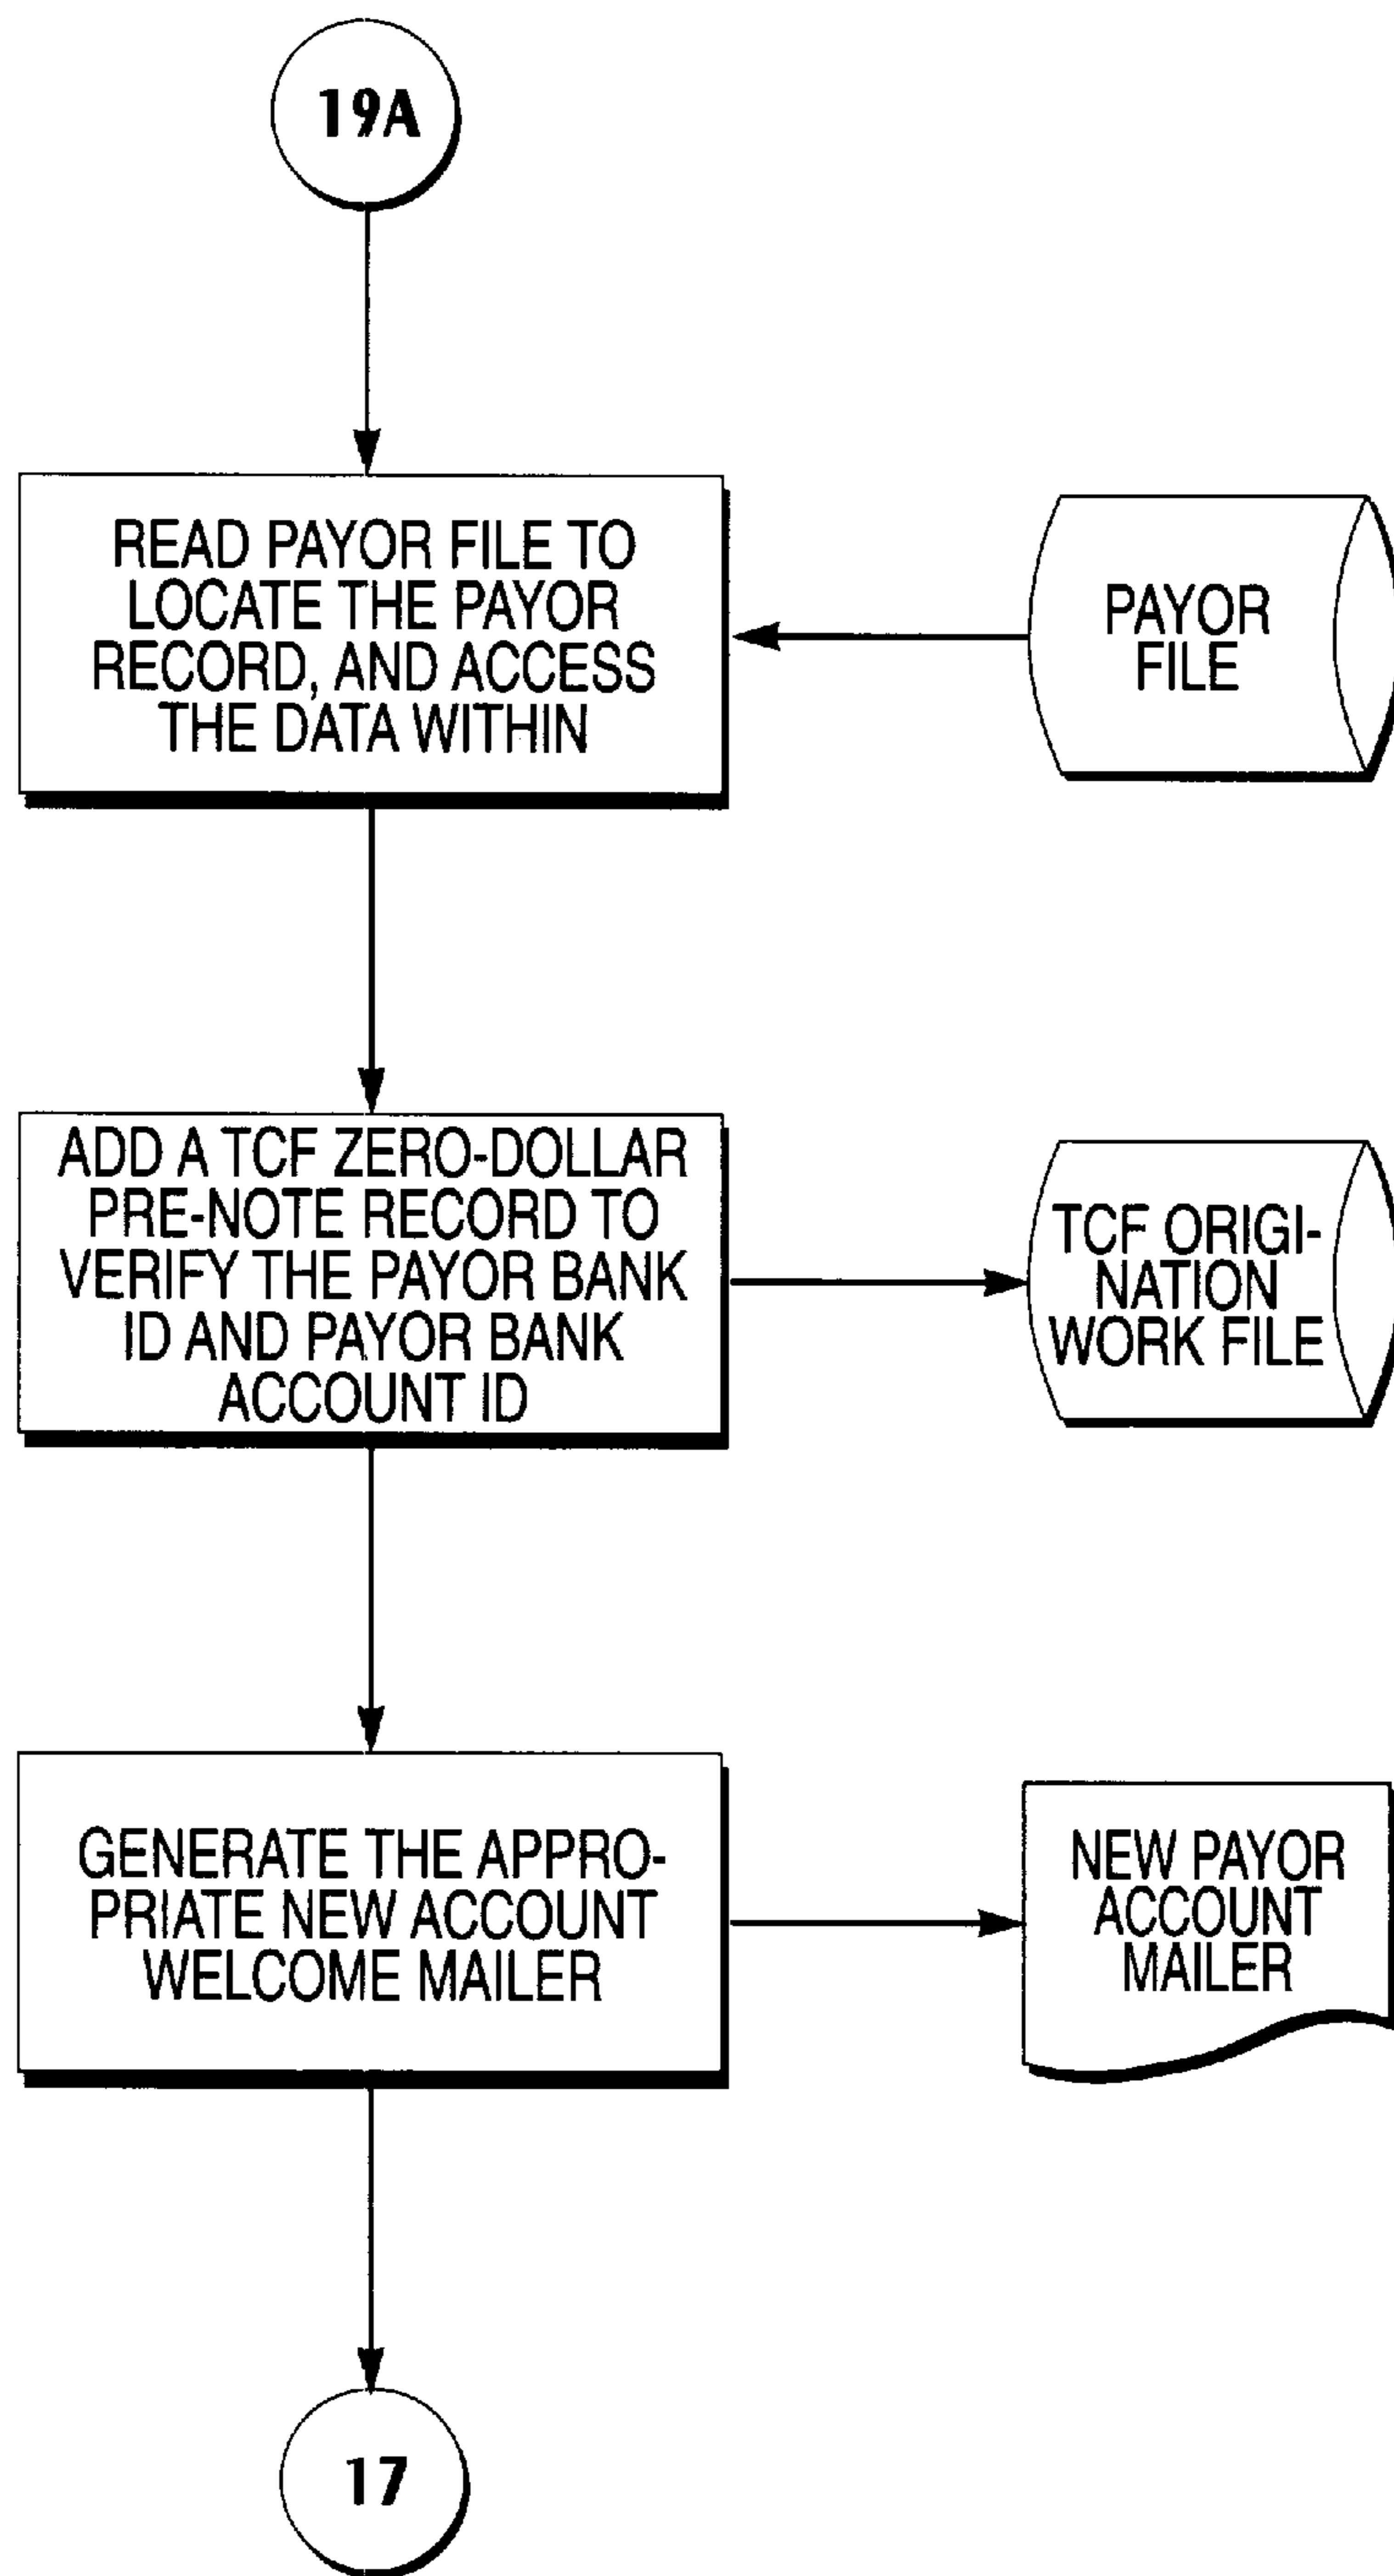 19A
READ PAYOR FILE TO
LOCATE THE PAYOR
RECORD, AND ACCESS
THE DATA WITHIN
PAYOR
FILE
ADD A TCF ZERO-DOLLAR
PRE-NOTE RECORD TO
VERIFY THE PAYOR BANK
ID AND PAYOR BANK
ACCOUNT ID
TCF ORIGI-
NATION
WORK FILE
GENERATE THE APPRO-
PRIATE NEW ACCOUNT
WELCOME MAILER
NEW PAYOR
ACCOUNT
MAILER
17